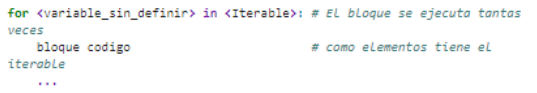 for <variable_sin_definir> in <Iterable>: # El bloque se ejecuta tantas
veces
    bloque codigo                         # como elementos tiene el
iterable
    ...